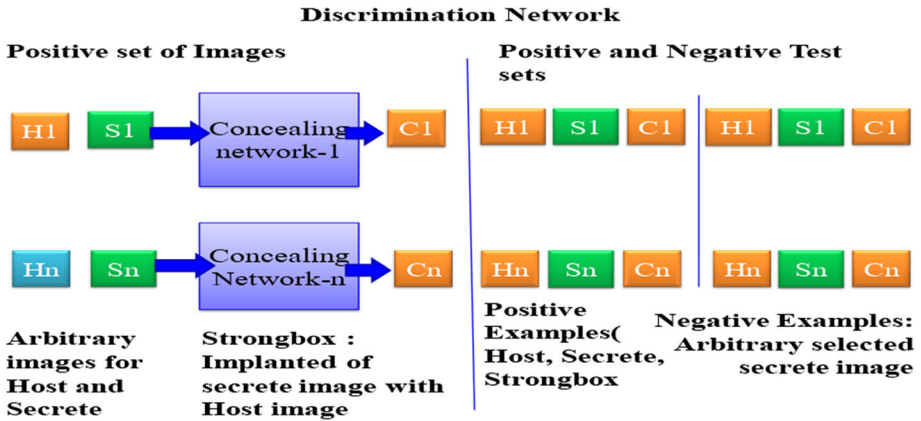 Discrimination Network
Positive set of Images
H1 S1 Concealing network-1 C1
Hn Sn Concealing Network-n Cn
Arbitrary
images for
Host and
Secrete
Strongbox :
Implanted of
secrete image with
Host image
Positive and Negative Test
sets
H1 S1 C1 H1 S1 C1
Hn Sn Cn Hn Sn Cn
Positive
Examples(
Host, Secrete,
Strongbox
Negative Examples:
Arbitrary selected
secrete image